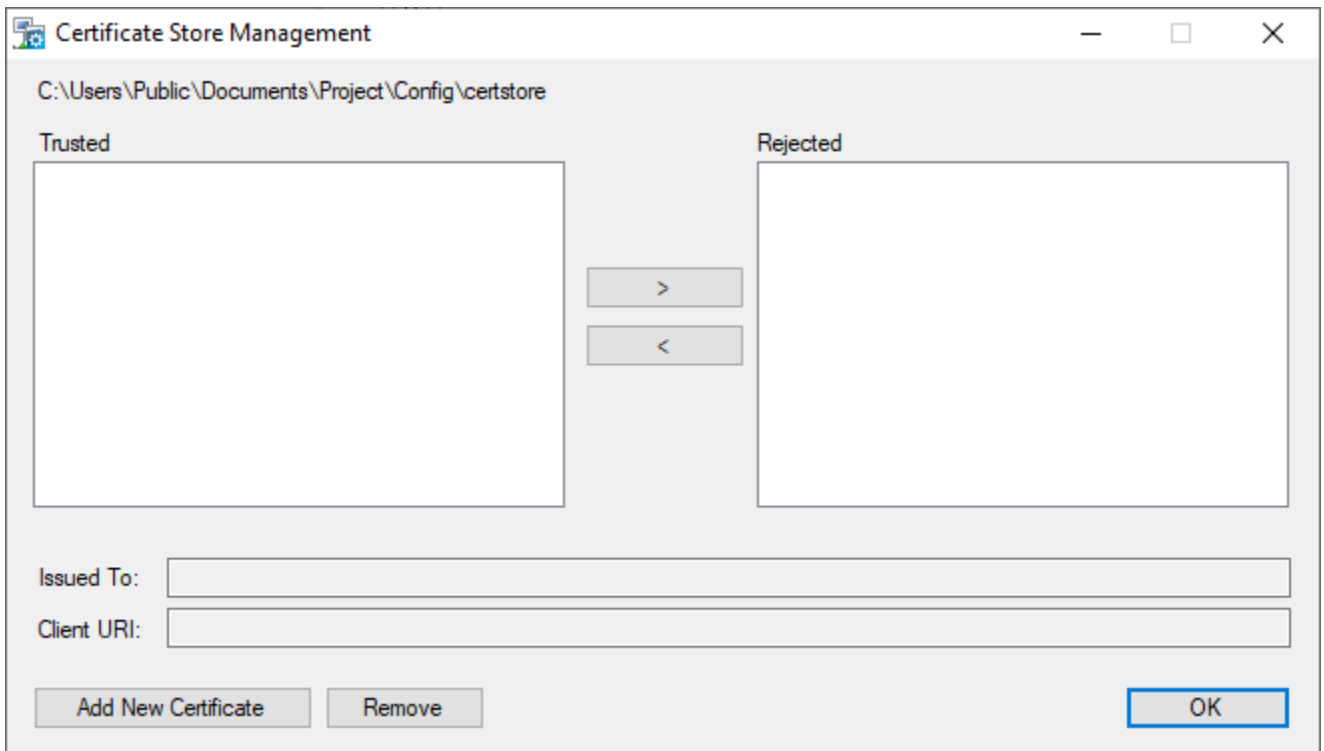 Certificate Store Management
C:\Users\Public\Documents\Project\Config\certstore
Trusted
Rejected
>
<
Issued To:
Client URI:
Add New Certificate
Remove
OK